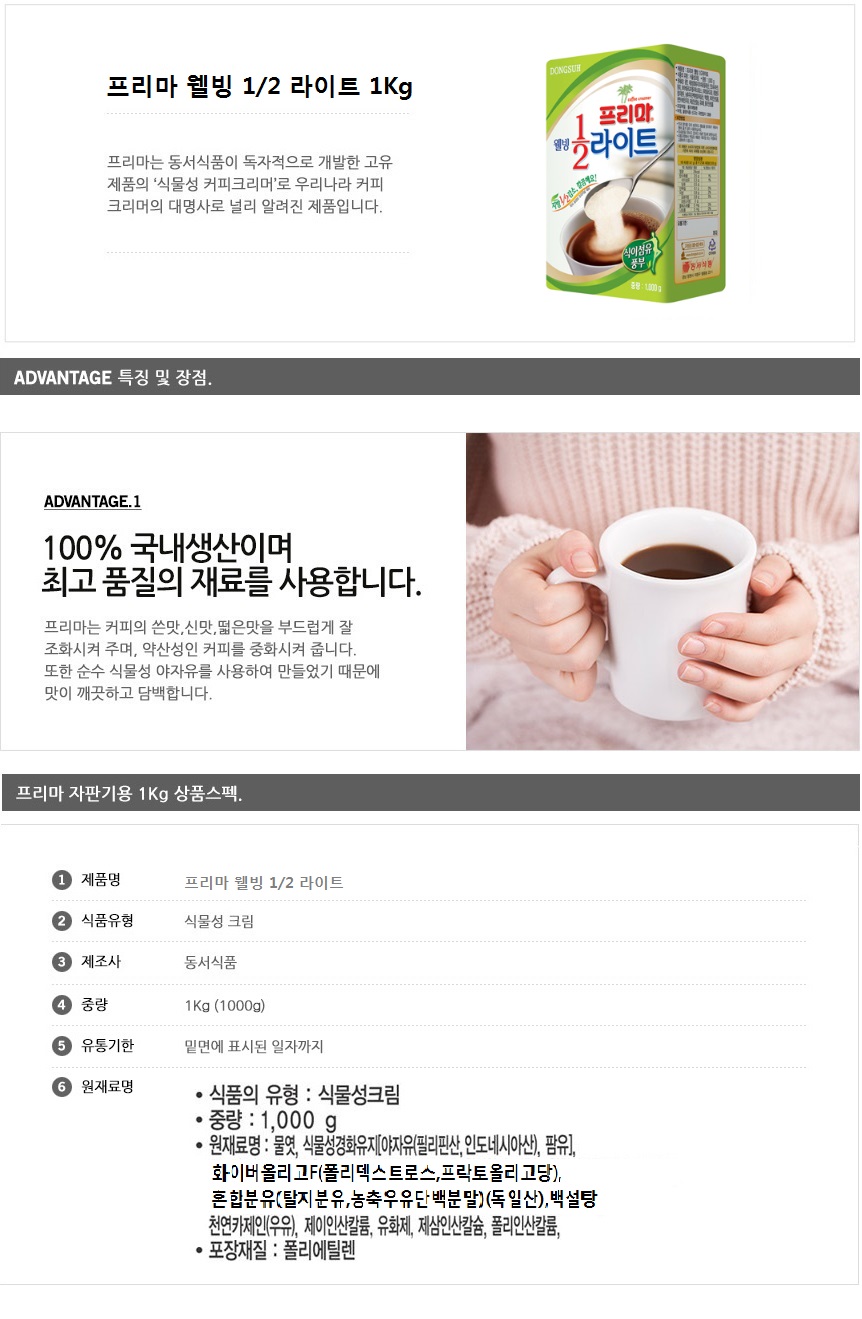 프리마 웰빙 1/2 라이트 1Kg
프리마는 동서식품이 독자적으로 개발한 고유
제품의 '식물성 커피크리머'로 우리나라 커피
크리머의 대명사로 널리 알려진 제품입니다.
DONGSUH
프리마
웰빙 1/2 라이트
식이섬유
풍부
중량 : 1,000 g
동서식품
ADVANTAGE 특징 및 장점.
ADVANTAGE.1
100% 국내생산이며
최고 품질의 재료를 사용합니다.
프리마는 커피의 쓴맛,신맛,떫은맛을 부드럽게 잘
조화시켜 주며, 약산성인 커피를 중화시켜 줍니다.
또한 순수 식물성 야자유를 사용하여 만들었기 때문에
맛이 깨끗하고 담백합니다.
프리마 자판기용 1Kg 상품스펙.
1 제품명 프리마 웰빙 1/2 라이트
2 식품유형 식물성 크림
3 제조사 동서식품
4 중량 1Kg (1000g)
5 유통기한 밑면에 표시된 일자까지
6 원재료명
• 식품의 유형 : 식물성크림
• 중량 : 1,000 g
• 원재료명 : 물엿, 식물성경화유지[야자유(필리핀산, 인도네시아산), 팜유],
화이버올리고F(폴리덱스트로스,프락토올리고당),
혼합분유(탈지분유,농축우유단백분말)(독일산),백설탕
천연카제인(우유), 제이인산칼륨, 유화제, 제삼인산칼슘, 폴리인산칼륨,
• 포장재질 : 폴리에틸렌